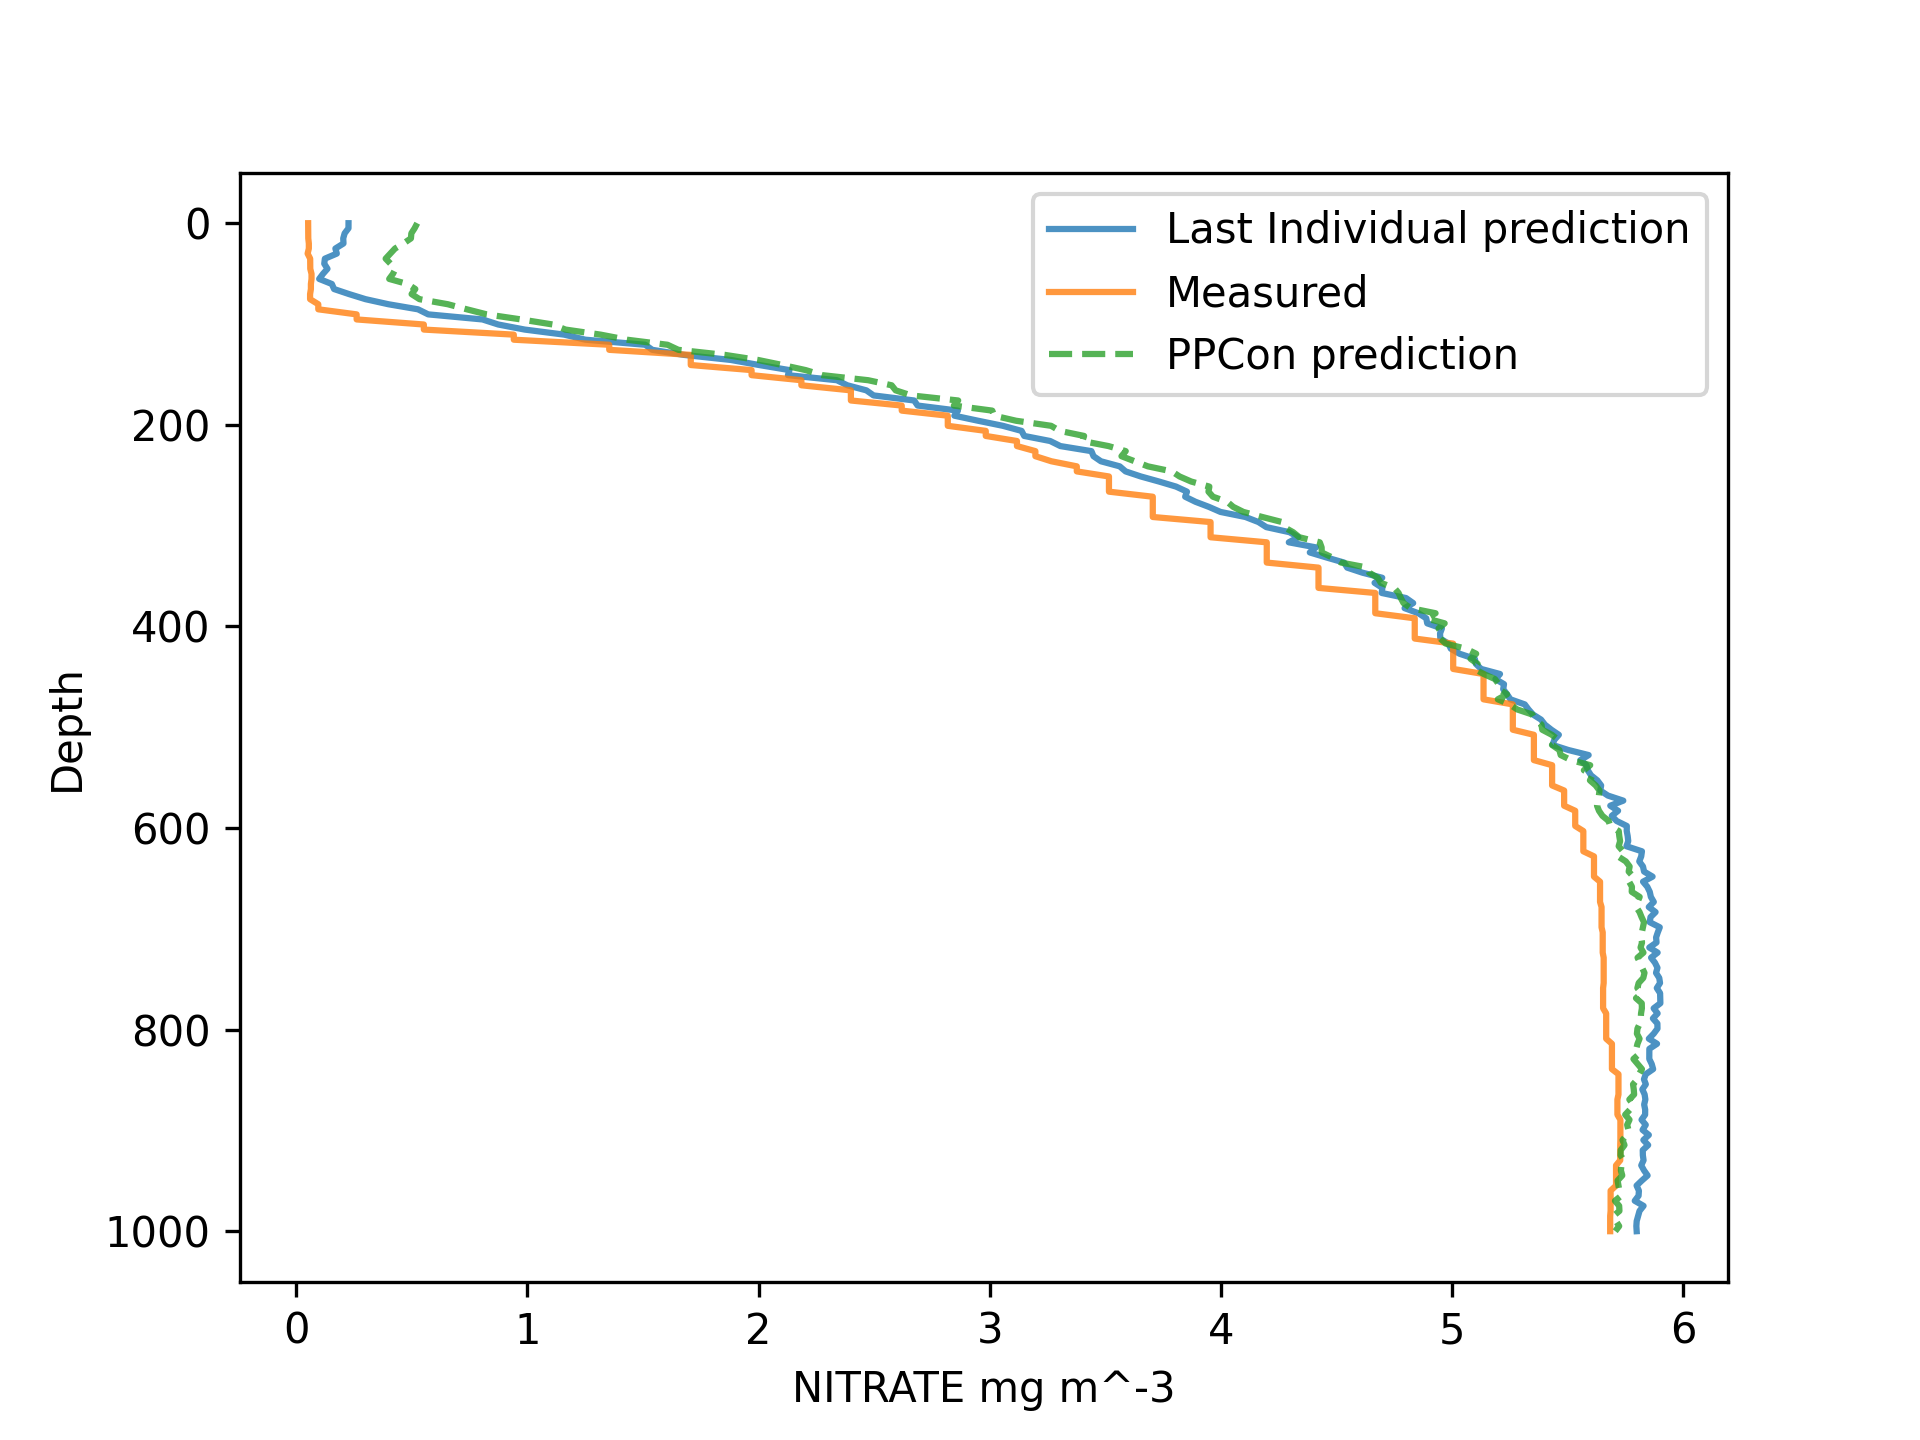 Last Individual prediction
Measured
PPCon prediction
0
200
400
600
800
1000
Depth
0 1 2 3 4 5 6
NITRATE mg m^-3